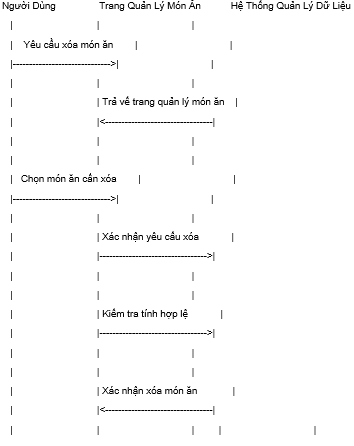 Người Dùng Trang Quản Lý Món Ăn Hệ Thống Quản Lý Dữ Liệu
| | |
| Yều cầu xóa món ăn | |
|------------------------------>| |
| | |
| | Trả về trang quản lý món ăn |
| |<---------------------------------|
| | |
| | |
| Chọn món ăn cần xóa | |
|------------------------------>| |
| | |
| | Xác nhận yêu cầu xóa |
| |--------------------------------->|
| | |
| | |
| | Kiểm tra tính hợp lệ |
| |--------------------------------->|
| | |
| | |
| | Xác nhận xóa món ăn |
| |<---------------------------------|
| | | | |